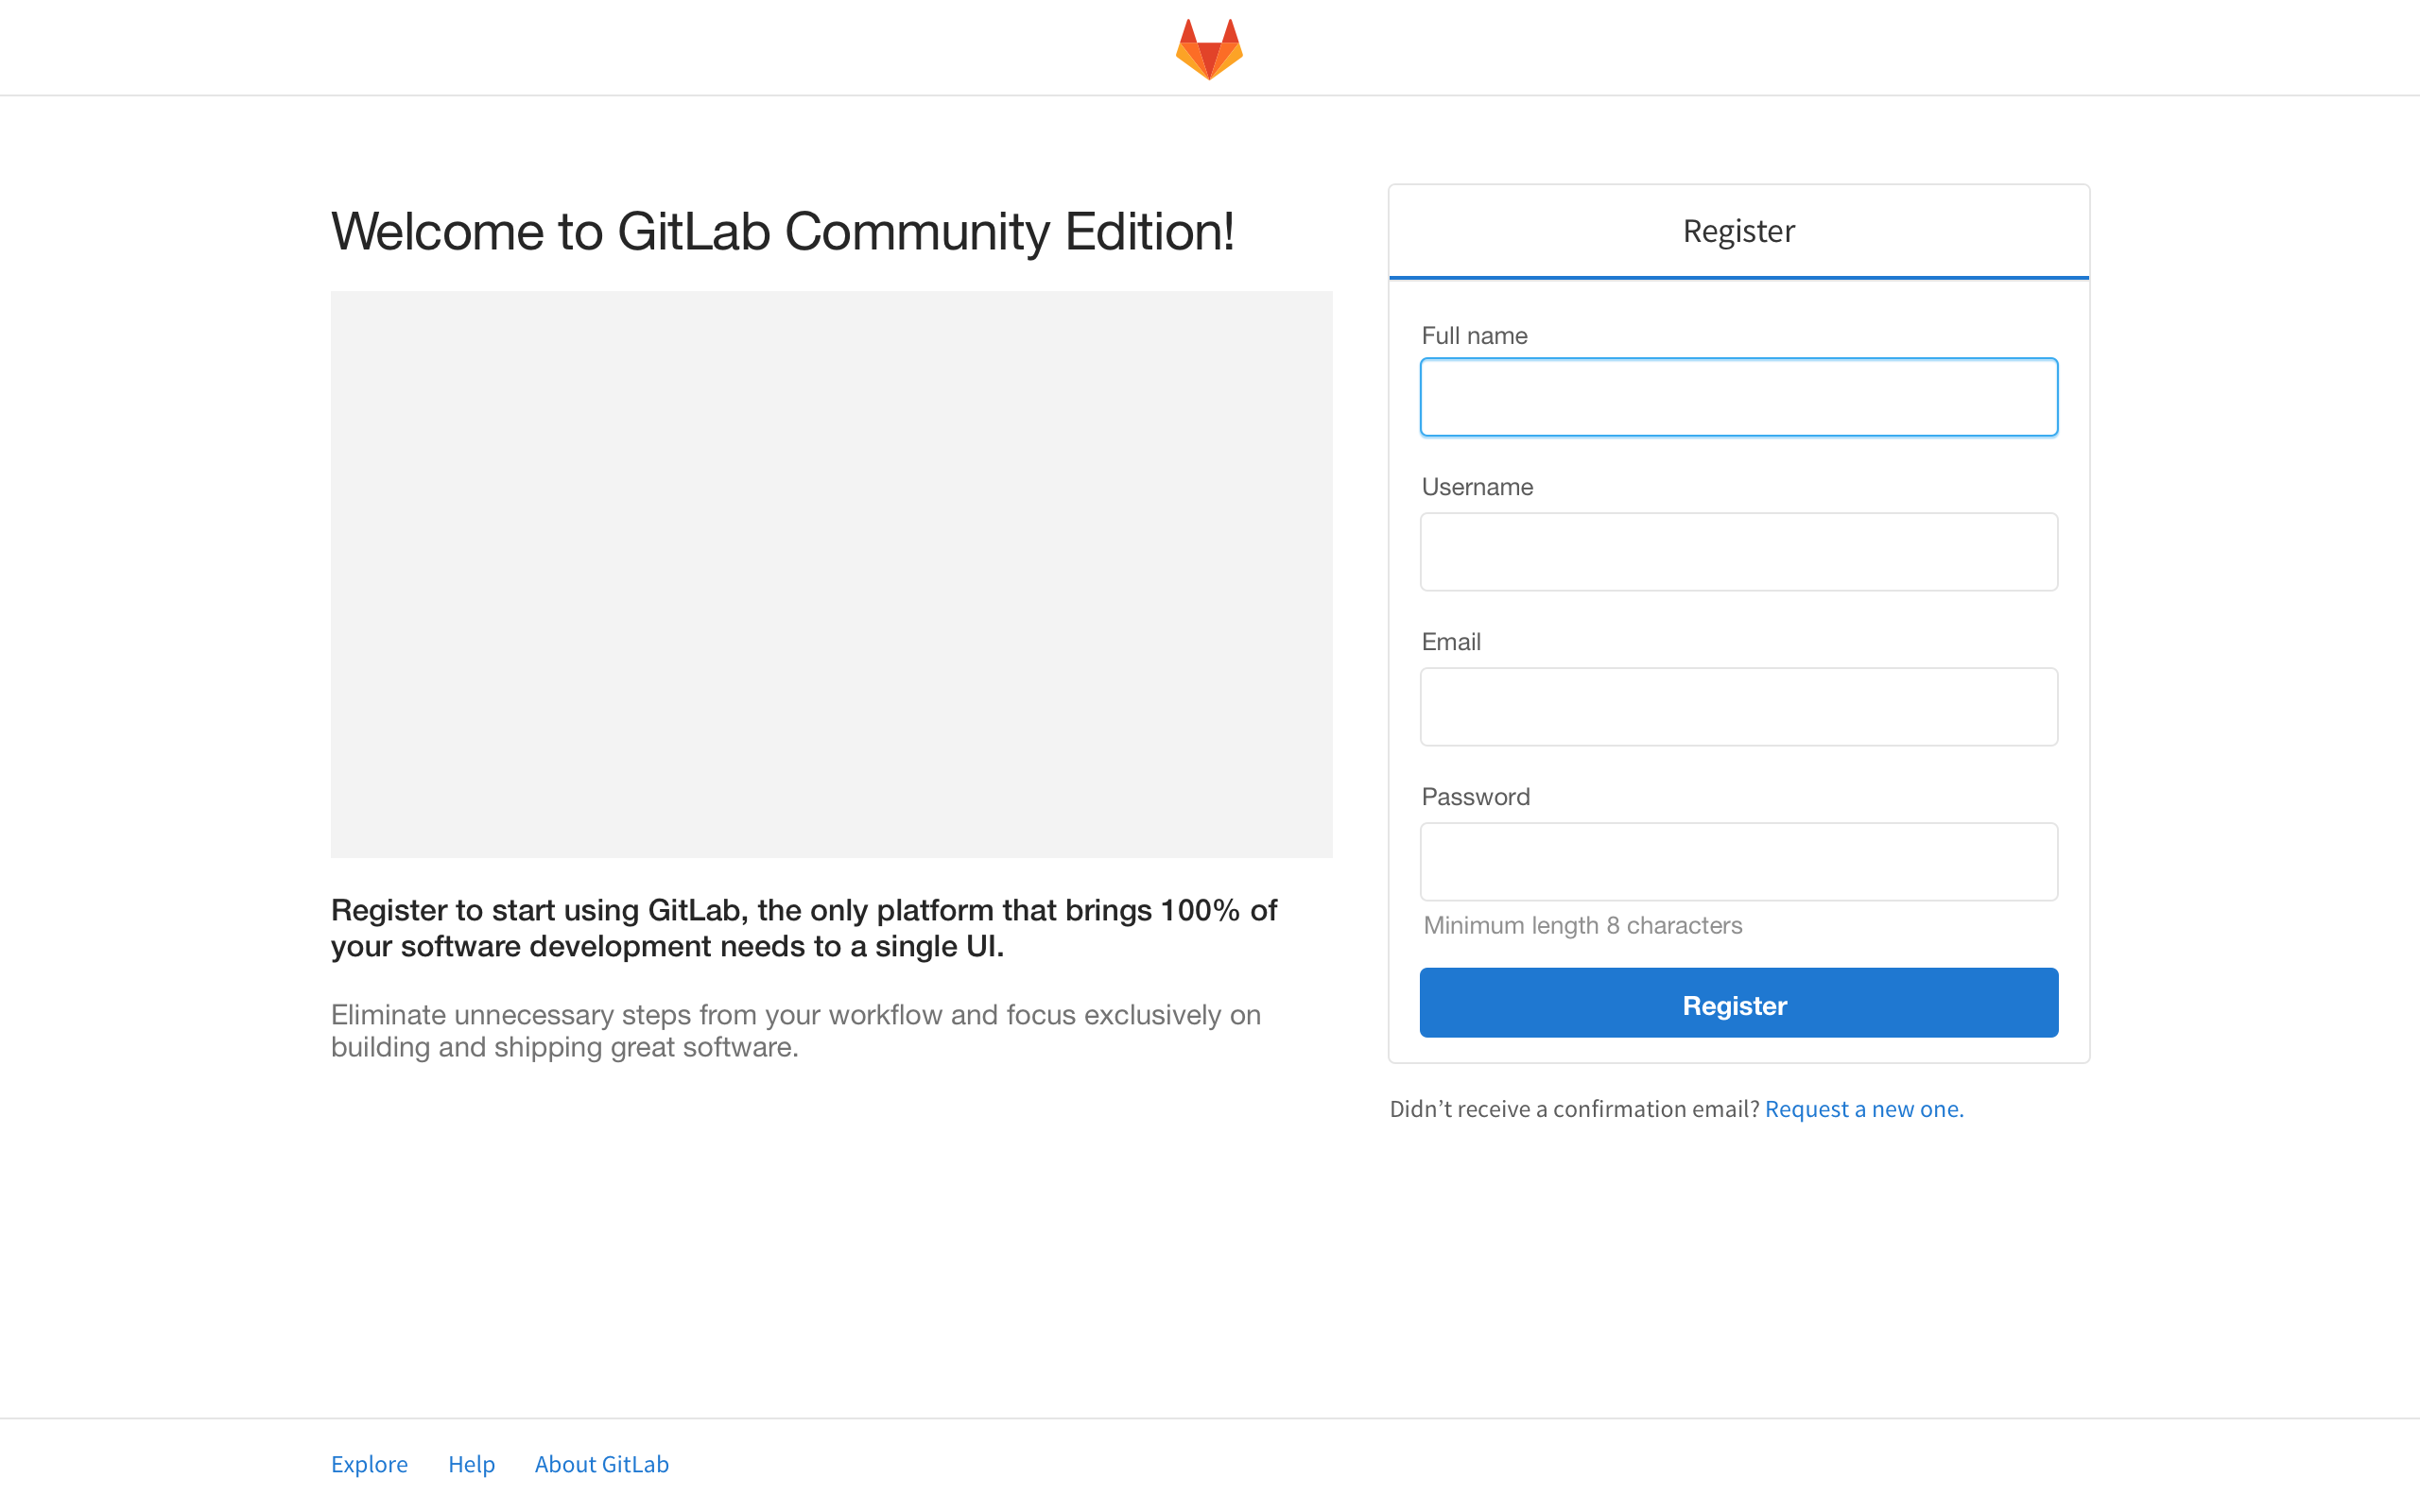 Welcome to GitLab Community Edition!
Register to start using GitLab, the only platform that brings 100% of
your software development needs to a single UI.
Eliminate unnecessary steps from your workflow and focus exclusively on
building and shipping great software.
Register
Full name
Username
Email
Password
Minimum length 8 characters
Register
Didn’t receive a confirmation email? Request a new one.
Explore Help About GitLab